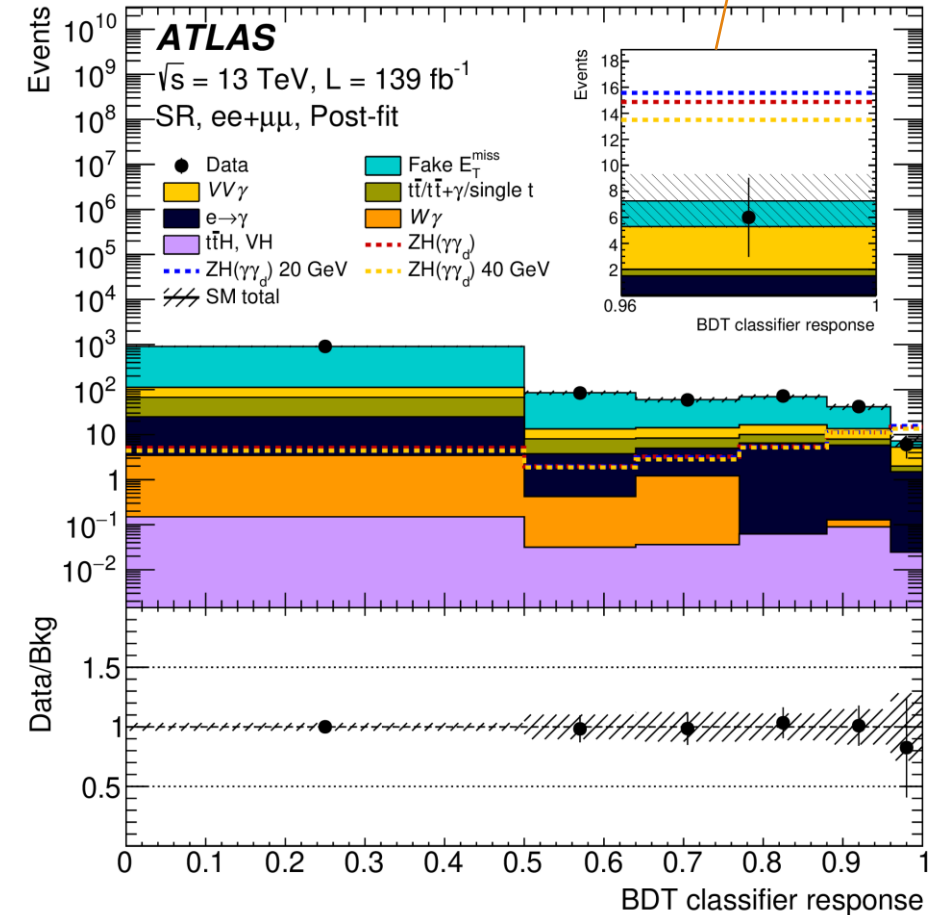 Events
10¹⁰
10⁹
10⁸
10⁷
10⁶
10⁵
10⁴
10³
10²
10
1
10⁻¹
10⁻²
ATLAS
√s = 13 TeV, L = 139 fb⁻¹
SR, ee+μμ, Post-fit
Data
Fake E_T^miss
VVγ
tt̄/tt̄+γ/single t
e→γ
Wγ
tt̄H, VH
ZH(γγ_d)
ZH(γγ_d) 20 GeV
ZH(γγ_d) 40 GeV
SM total
Events
18
16
14
12
10
8
6
4
2
0.96
1
BDT classifier response
Data/Bkg
1.5
1
0.5
0 0.1 0.2 0.3 0.4 0.5 0.6 0.7 0.8 0.9 1
BDT classifier response